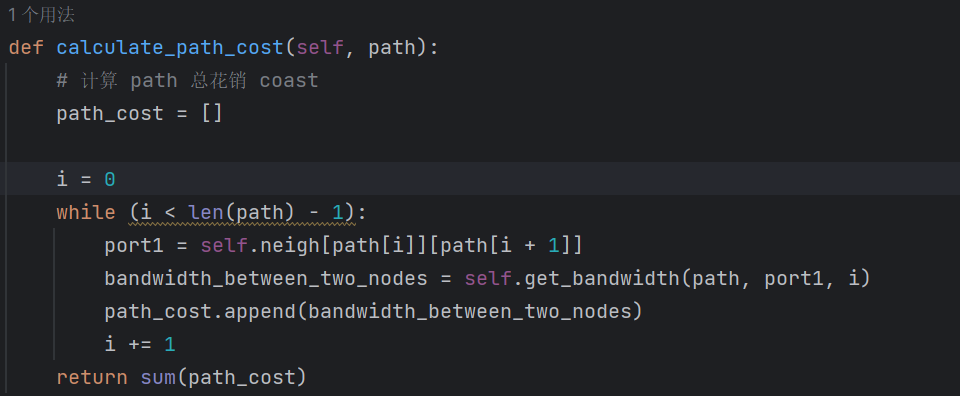 1 个用法
def calculate_path_cost(self, path):
    # 计算 path 总花销 coast
    path_cost = []
    i = 0
    while (i < len(path) - 1):
        port1 = self.neigh[path[i]][path[i + 1]]
        bandwidth_between_two_nodes = self.get_bandwidth(path, port1, i)
        path_cost.append(bandwidth_between_two_nodes)
        i += 1
    return sum(path_cost)